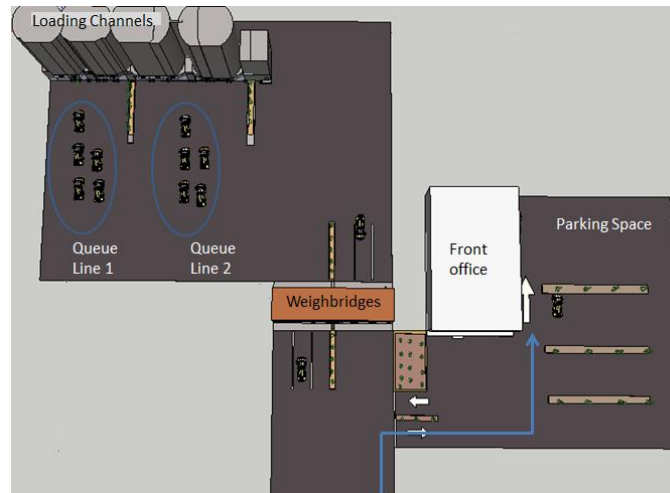 Loading Channels
Queue
Line 1
Queue
Line 2
Front
office
Parking Space
Weighbridges